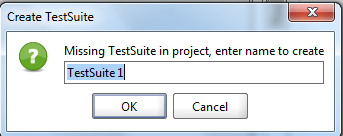 Create TestSuite
Missing TestSuite in project, enter name to create
TestSuite 1
OK
Cancel